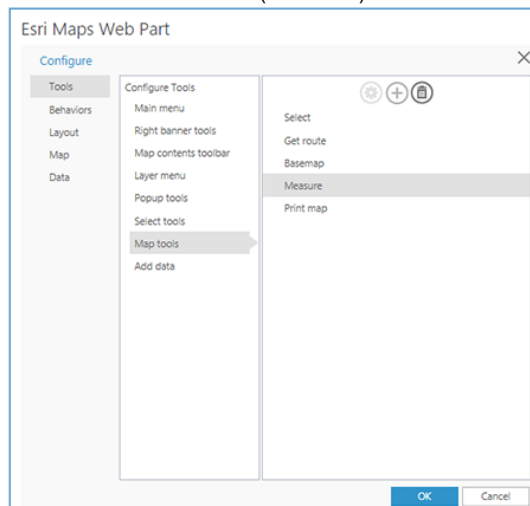 Esri Maps Web Part
Configure
Tools
Behaviors
Layout
Map
Data
Configure Tools
Main menu
Right banner tools
Map contents toolbar
Layer menu
Popup tools
Select tools
Map tools
Add data
Select
Get route
Basemap
Measure
Print map
OK
Cancel